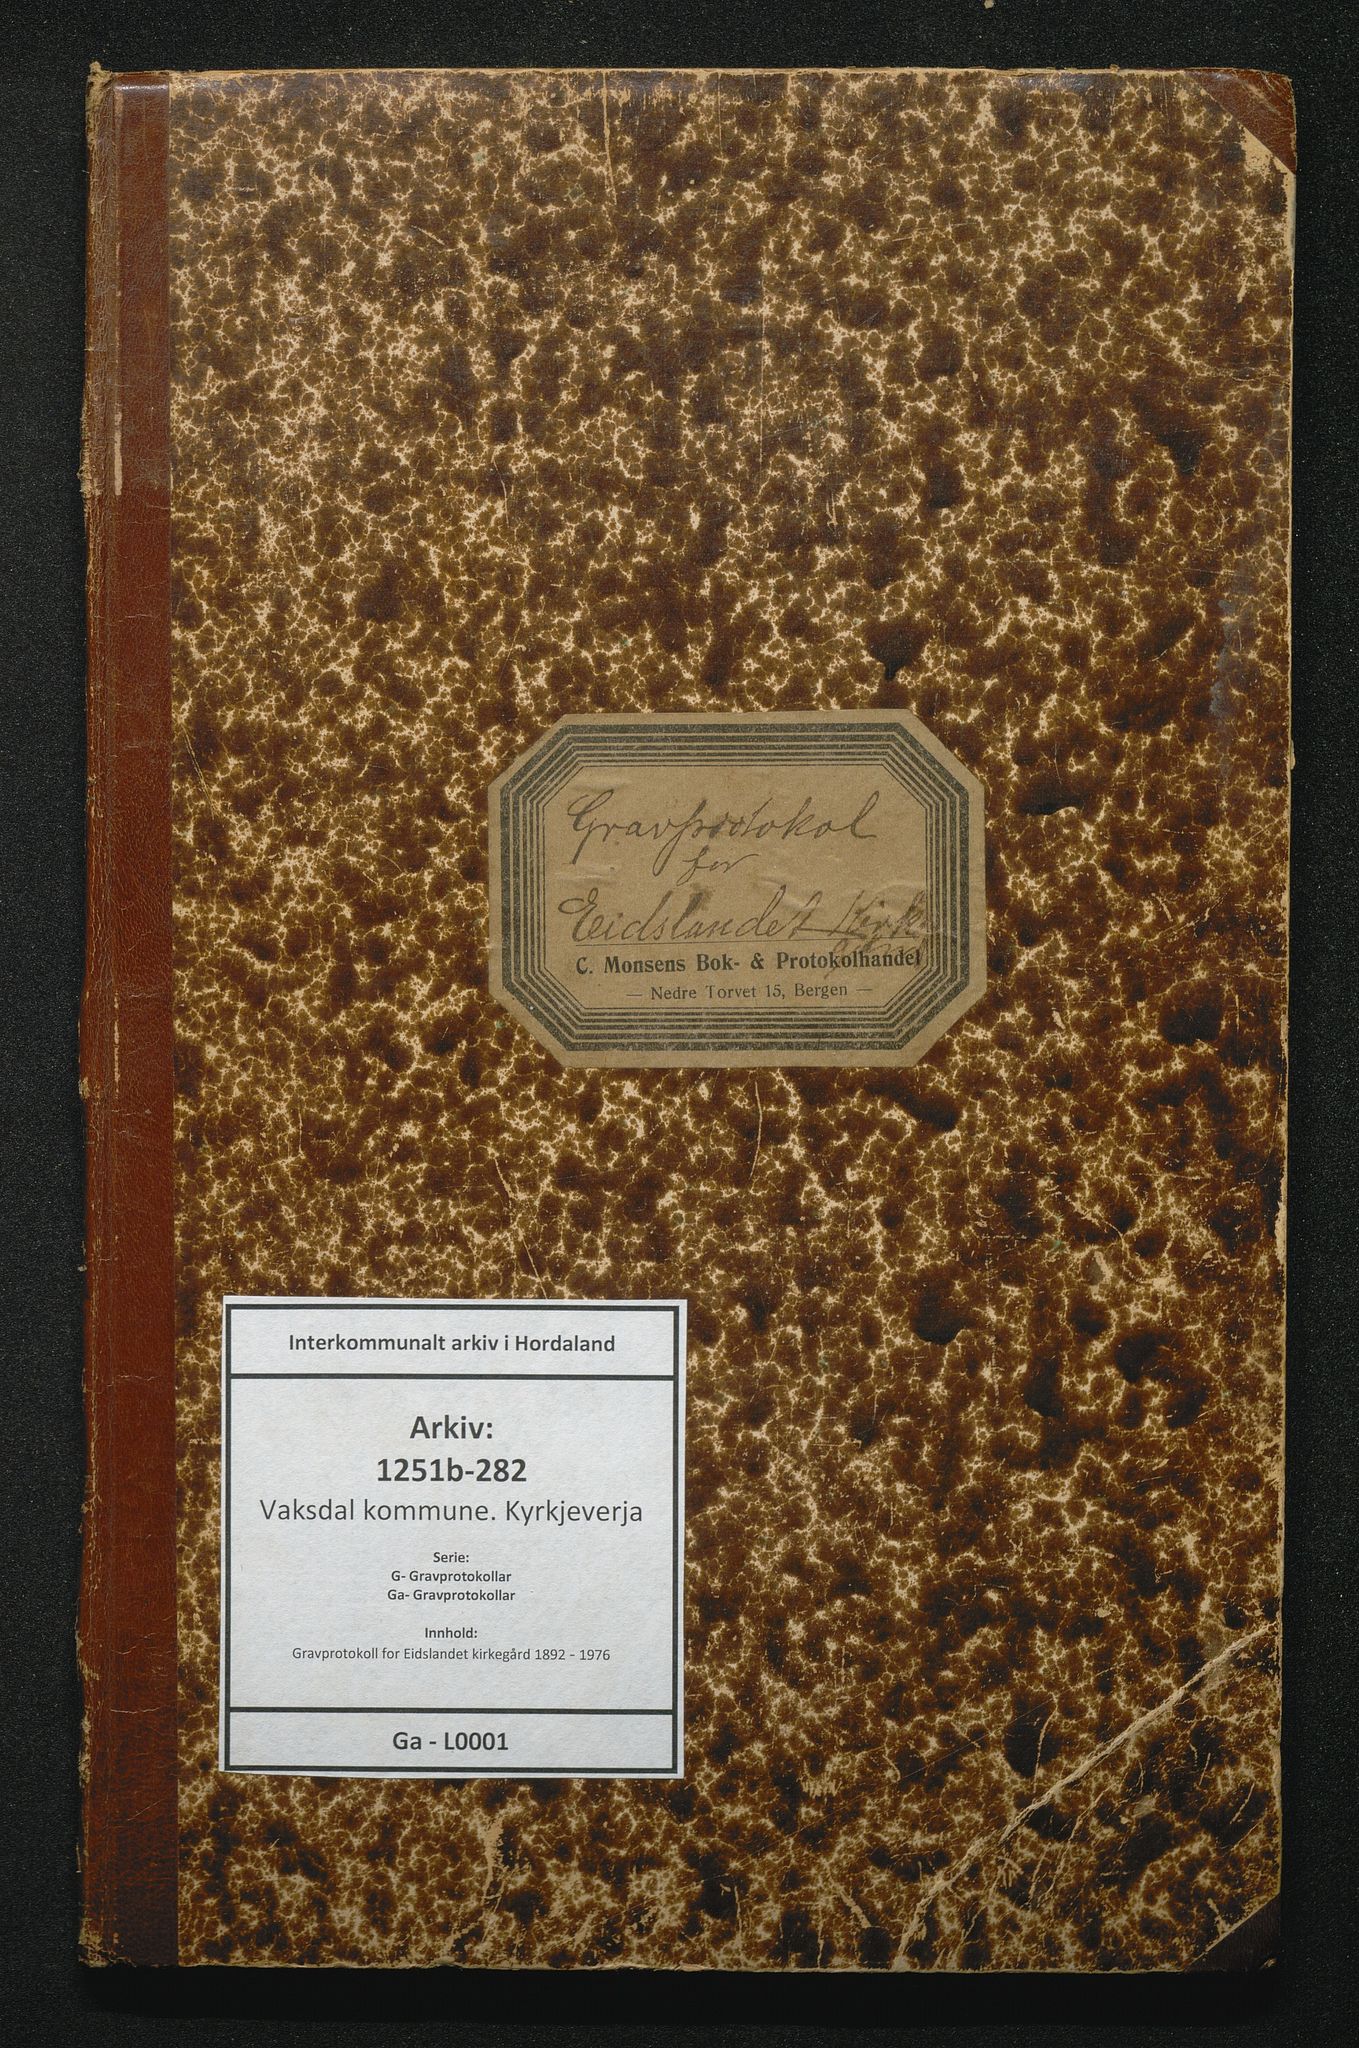 Gravprotokol
for
Eidslandet Kirke
gård
C. Monsens Bok- & Protokolhandel
— Nedre Torvet 15, Bergen —
Interkommunalt arkiv i Hordaland
Arkiv:
1251b-282
Vaksdal kommune. Kyrkjeverja
Serie:
G- Gravprotokollar
Ga- Gravprotokollar
Innhold:
Gravprotokoll for Eidslandet kirkegård 1892 - 1976
Ga - L0001